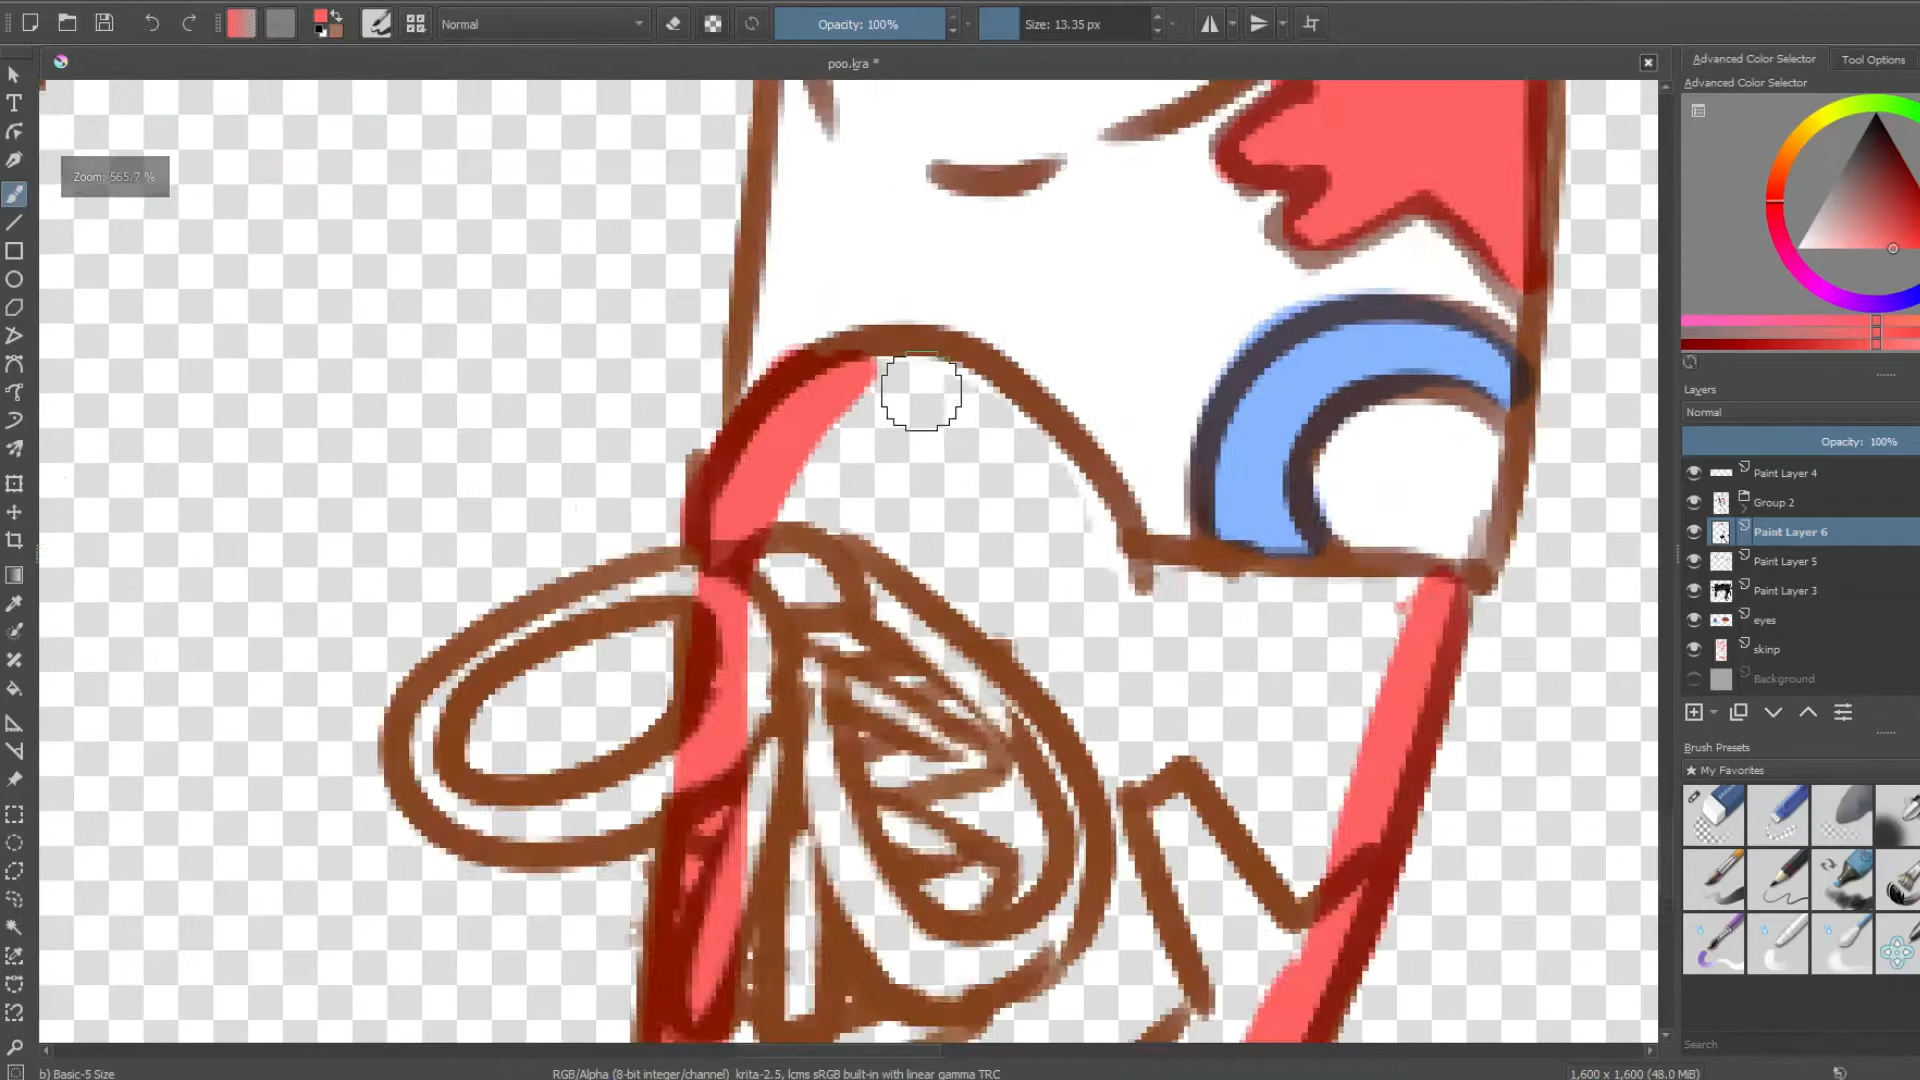 Normal
Opacity: 100%
Size: 13.35 px
poo.kra *
Advanced Color Selector
Tool Options
Advanced Color Selector
Zoom: 565.7 %
Layers
Normal
Opacity: 100%
Paint Layer 4
Group 2
Paint Layer 6
Paint Layer 5
Paint Layer 3
eyes
skinp
Background
Brush Presets
★ My Favorites
Search
b) Basic-5 Size
RGB/Alpha (8-bit integer/channel) krita-2.5, lcms sRGB built-in with linear gamma TRC
1,600 x 1,600 (48.0 MiB)